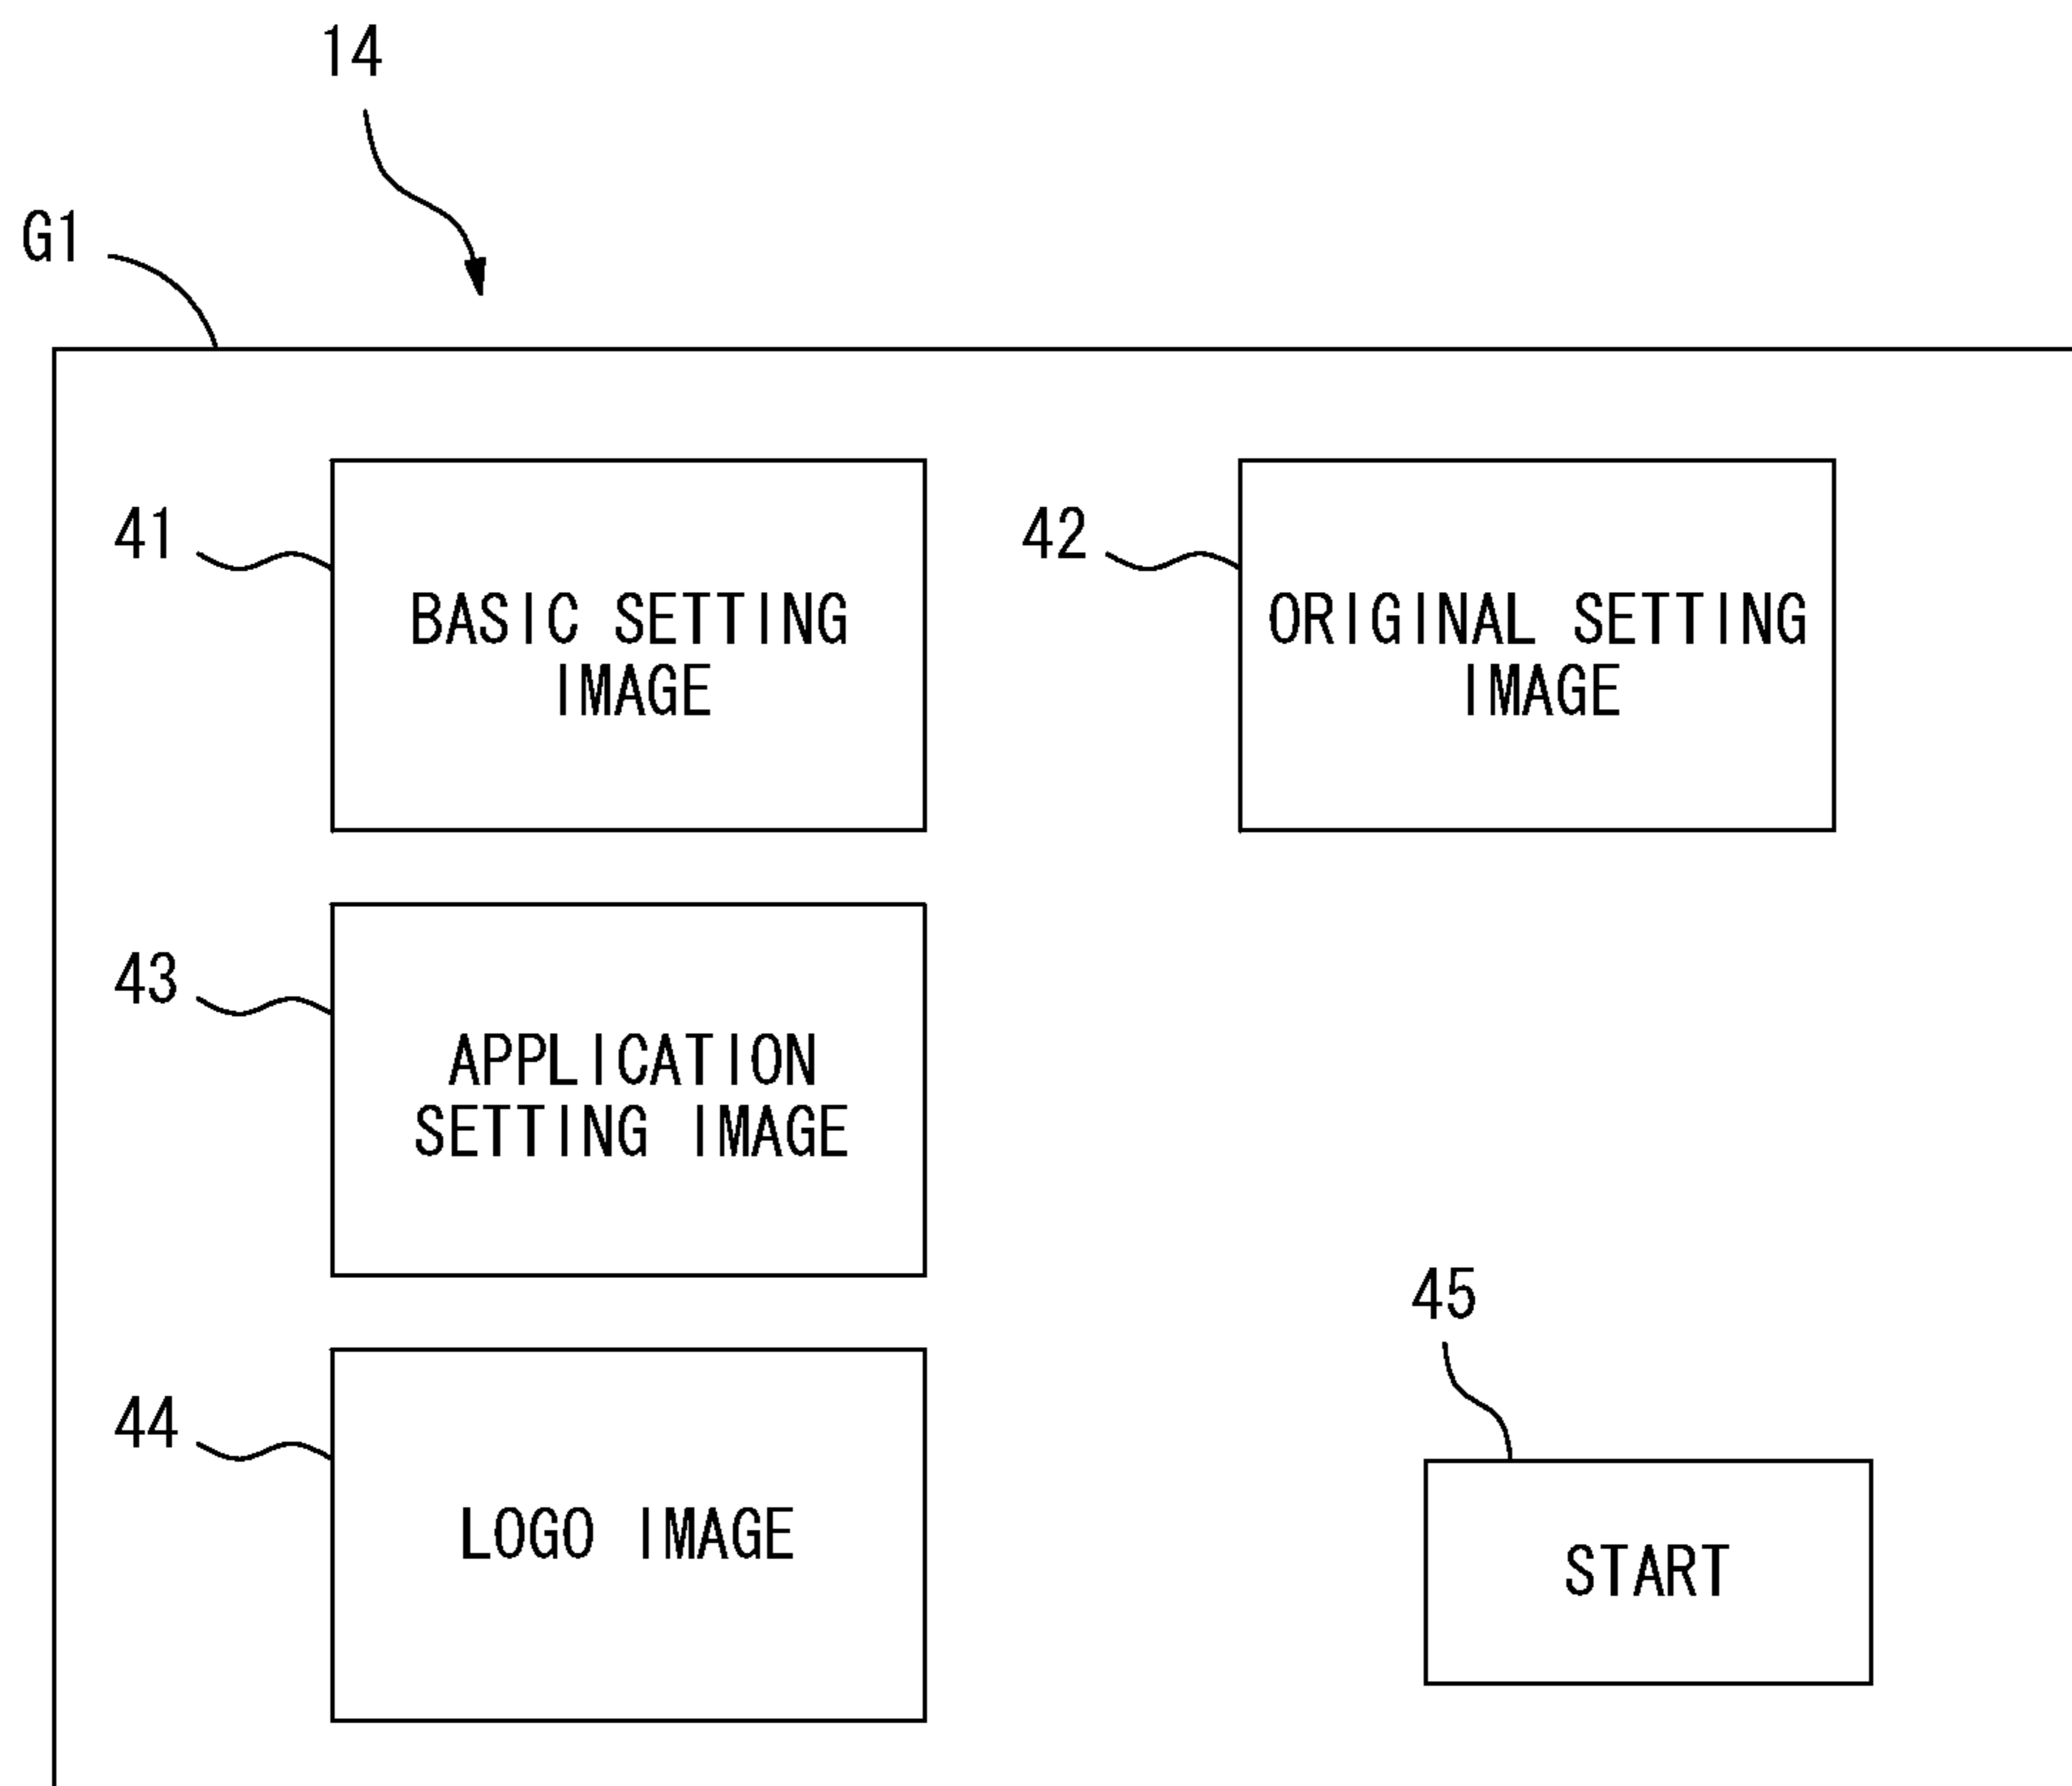 14
G1
41
BASIC SETTING
IMAGE
42
ORIGINAL SETTING
IMAGE
43
APPLICATION
SETTING IMAGE
44
LOGO IMAGE
45
START